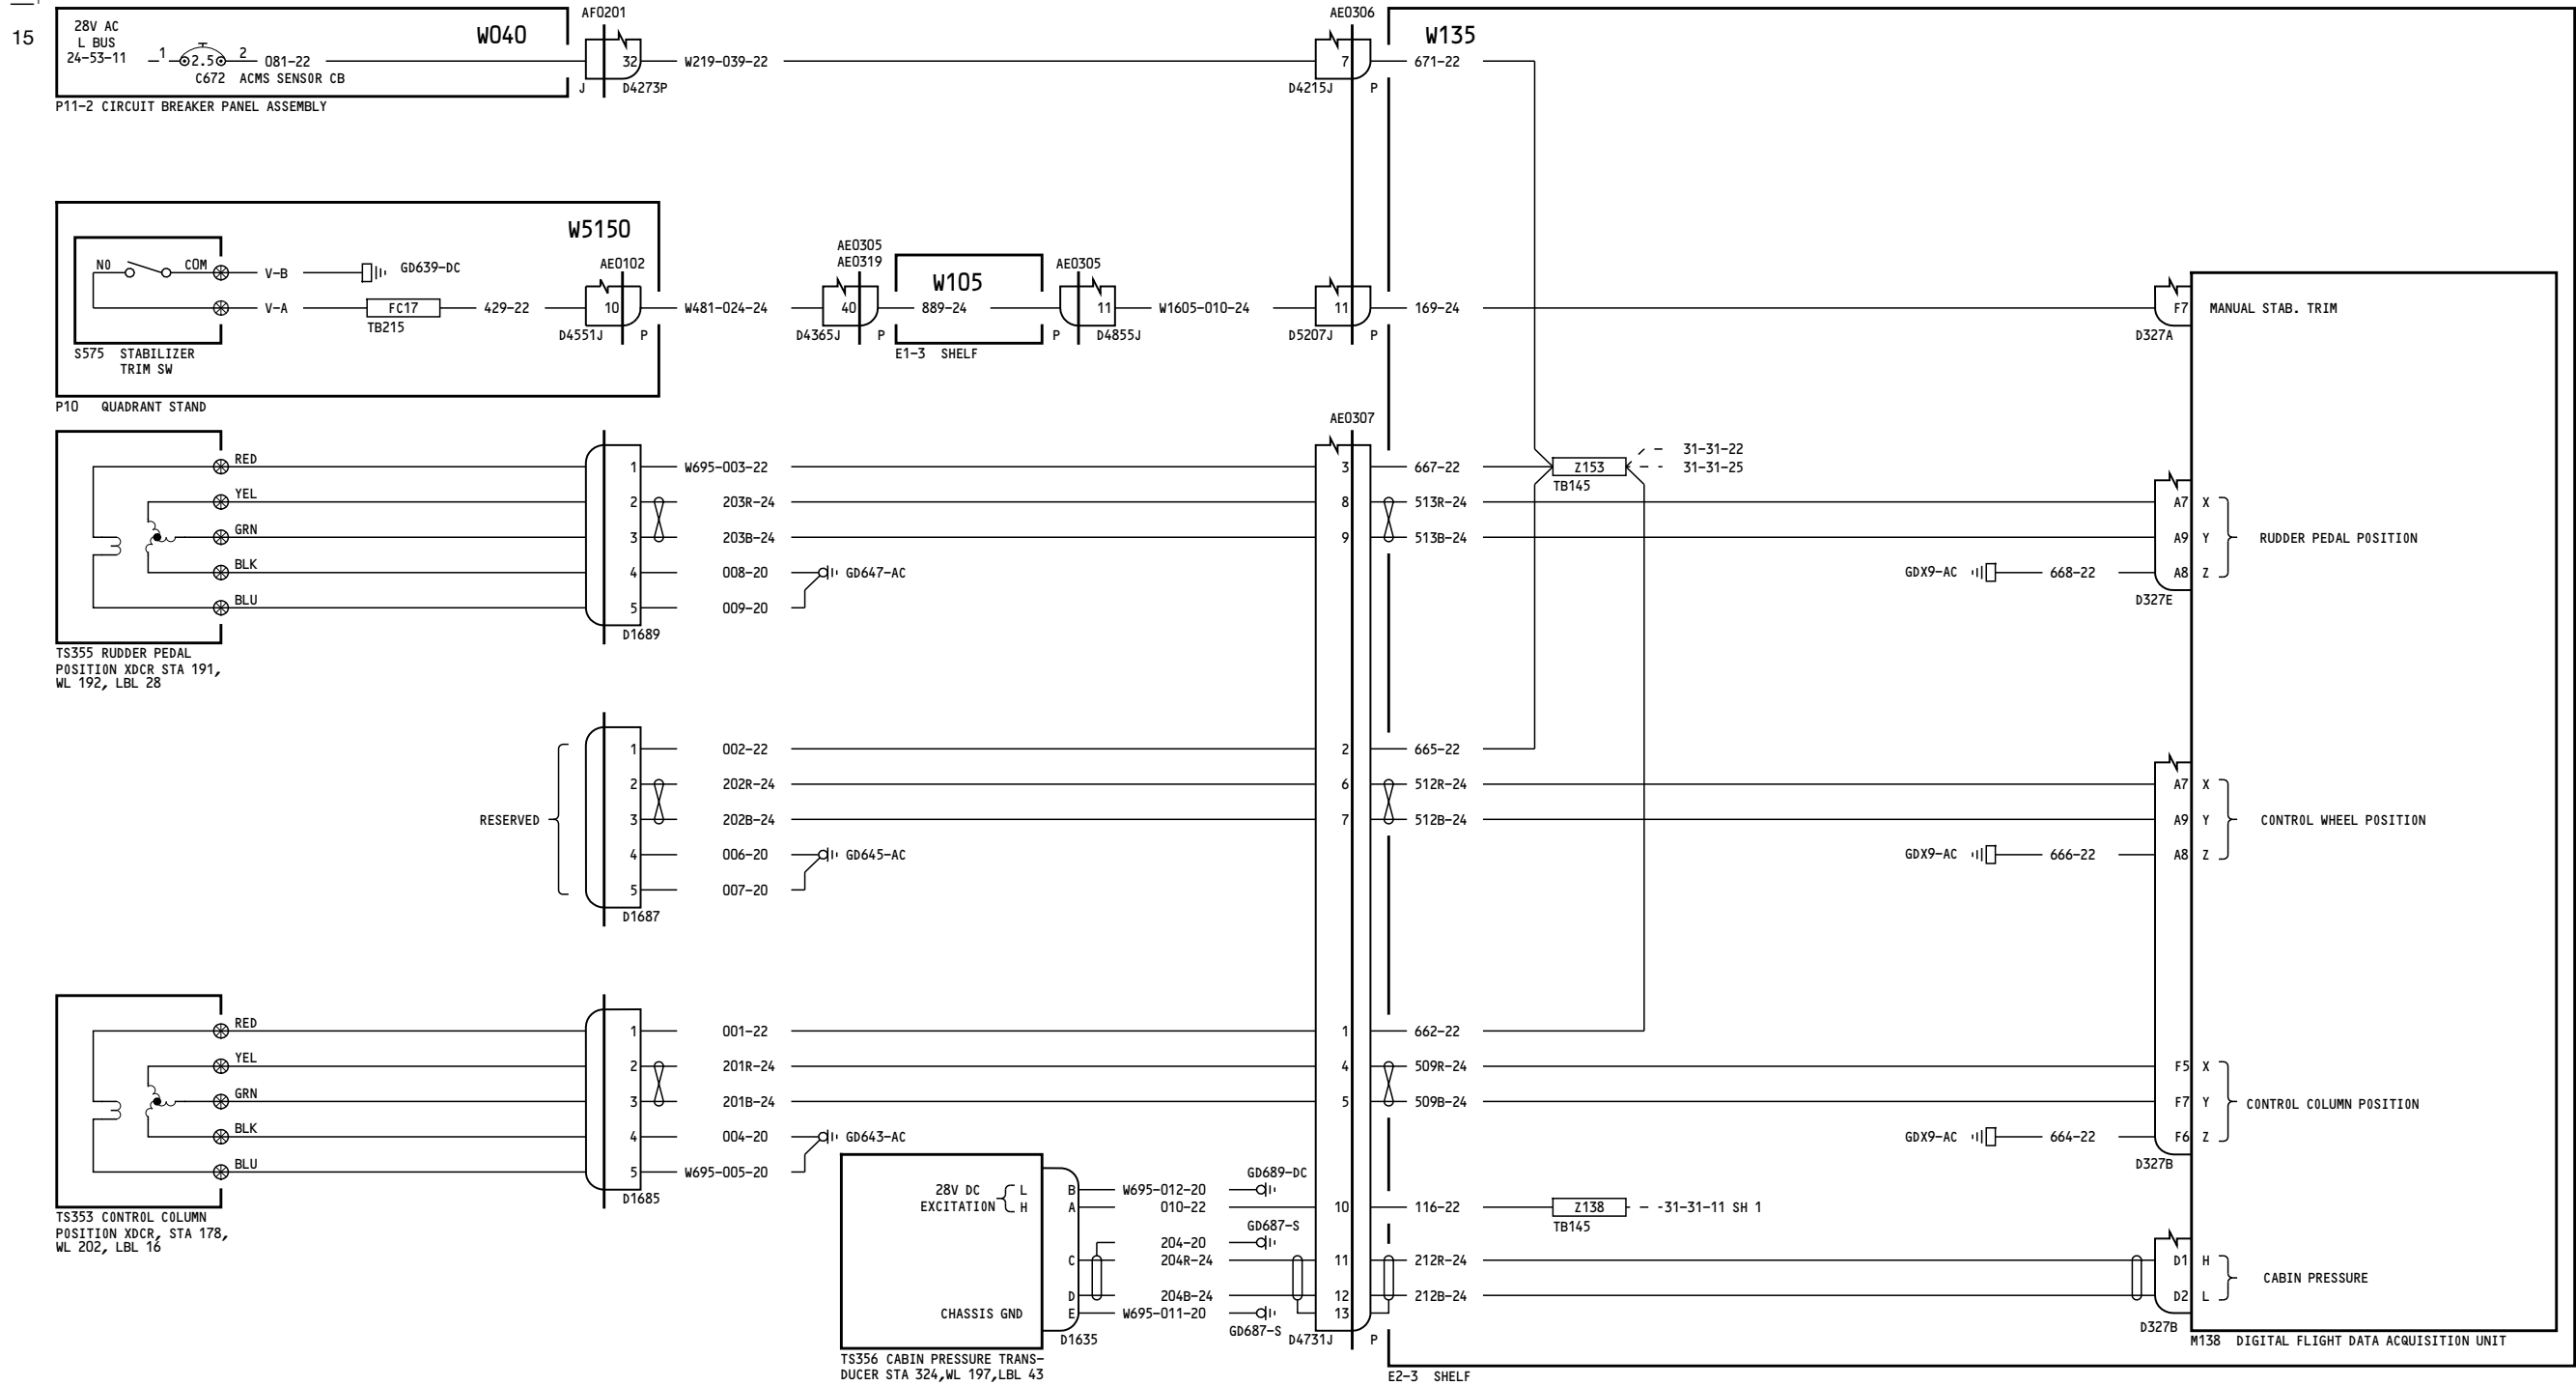 15
28V AC
L BUS
24-53-11
1
2.5
2
081-22
C672 ACMS SENSOR CB
W040
P11-2 CIRCUIT BREAKER PANEL ASSEMBLY
AF0201
32
J
D4273P
W219-039-22
AE0306
7
D4215J
P
W135
671-22
W5150
NO
COM
V-B
GD639-DC
V-A
FC17
TB215
429-22
S575 STABILIZER
TRIM SW
P10 QUADRANT STAND
AE0102
10
D4551J
P
W481-024-24
AE0305
AE0319
40
D4365J
P
W105
889-24
E1-3 SHELF
AE0305
11
P
D4855J
W1605-010-24
11
D5207J
P
169-24
F7
MANUAL STAB. TRIM
D327A
RED
YEL
GRN
BLK
BLU
TS355 RUDDER PEDAL
POSITION XDCR STA 191,
WL 192, LBL 28
1
2
3
4
5
D1689
W695-003-22
203R-24
203B-24
008-20
GD647-AC
009-20
AE0307
3
8
9
667-22
513R-24
513B-24
Z153
TB145
31-31-22
31-31-25
GDX9-AC
668-22
A7 X
A9 Y
A8 Z
RUDDER PEDAL POSITION
D327E
RESERVED
1
2
3
4
5
D1687
002-22
202R-24
202B-24
006-20
GD645-AC
007-20
2
6
7
665-22
512R-24
512B-24
GDX9-AC
666-22
A7 X
A9 Y
A8 Z
CONTROL WHEEL POSITION
RED
YEL
GRN
BLK
BLU
TS353 CONTROL COLUMN
POSITION XDCR, STA 178,
WL 202, LBL 16
1
2
3
4
5
D1685
001-22
201R-24
201B-24
004-20
GD643-AC
W695-005-20
1
4
5
662-22
509R-24
509B-24
GDX9-AC
664-22
F5 X
F7 Y
F6 Z
CONTROL COLUMN POSITION
D327B
28V DC
EXCITATION
L
H
CHASSIS GND
B
A
C
D
E
D1635
TS356 CABIN PRESSURE TRANS-
DUCER STA 324,WL 197,LBL 43
W695-012-20
GD689-DC
010-22
GD687-S
204-20
204R-24
204B-24
W695-011-20
GD687-S
10
11
12
13
D4731J
P
116-22
Z138
TB145
-31-31-11 SH 1
212R-24
212B-24
D1 H
D2 L
CABIN PRESSURE
D327B
M138 DIGITAL FLIGHT DATA ACQUISITION UNIT
E2-3 SHELF